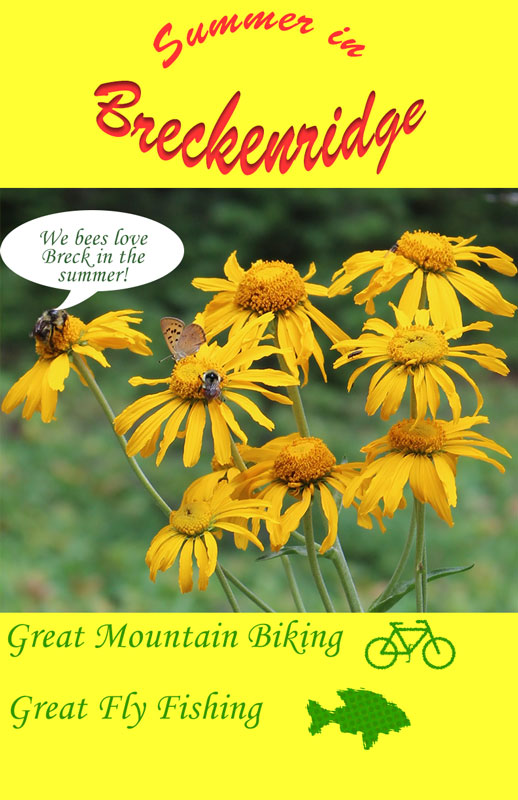 Summer in
Breckenridge
We bees love
Breck in the
summer!
Great Mountain Biking
Great Fly Fishing